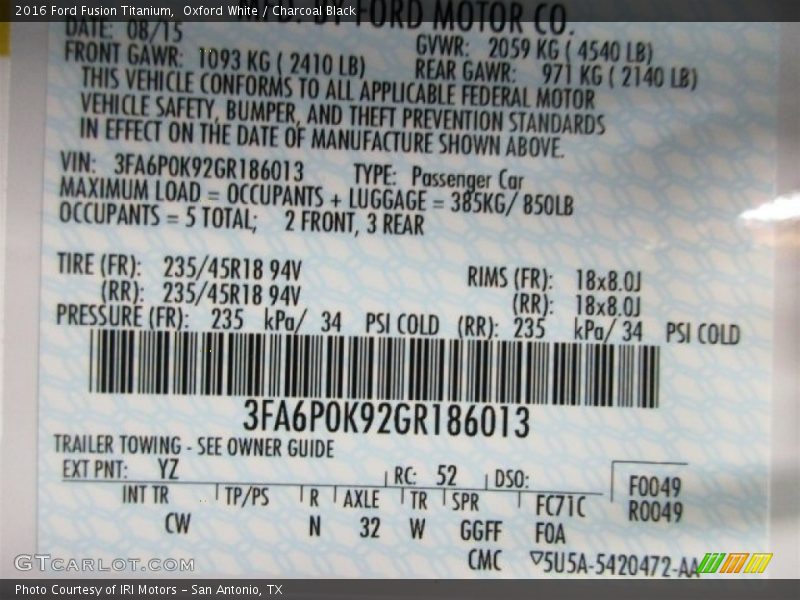 2016 Ford Fusion Titanium,  Oxford White / Charcoal Black
MFD. BY FORD MOTOR CO.
DATE: 08/15 GVWR: 2059 KG ( 4540 LB)
FRONT GAWR: 1093 KG ( 2410 LB) REAR GAWR: 971 KG ( 2140 LB)
THIS VEHICLE CONFORMS TO ALL APPLICABLE FEDERAL MOTOR
VEHICLE SAFETY, BUMPER, AND THEFT PREVENTION STANDARDS
IN EFFECT ON THE DATE OF MANUFACTURE SHOWN ABOVE.
VIN: 3FA6P0K92GR186013 TYPE: Passenger Car
MAXIMUM LOAD = OCCUPANTS + LUGGAGE = 385KG/ 850LB
OCCUPANTS = 5 TOTAL; 2 FRONT, 3 REAR
TIRE (FR): 235/45R18 94V RIMS (FR): 18x8.0J
(RR): 235/45R18 94V (RR): 18x8.0J
PRESSURE (FR): 235 kPa/ 34 PSI COLD (RR): 235 kPa/ 34 PSI COLD
3FA6P0K92GR186013
TRAILER TOWING - SEE OWNER GUIDE
EXT PNT: YZ RC: 52 DSO: F0049
INT TR TP/PS R AXLE TR SPR FC71C R0049
CW N 32 W GGFF F0A
CMC ▽5U5A-5420472-AA
GTCARLOT.COM
Photo Courtesy of IRI Motors – San Antonio, TX